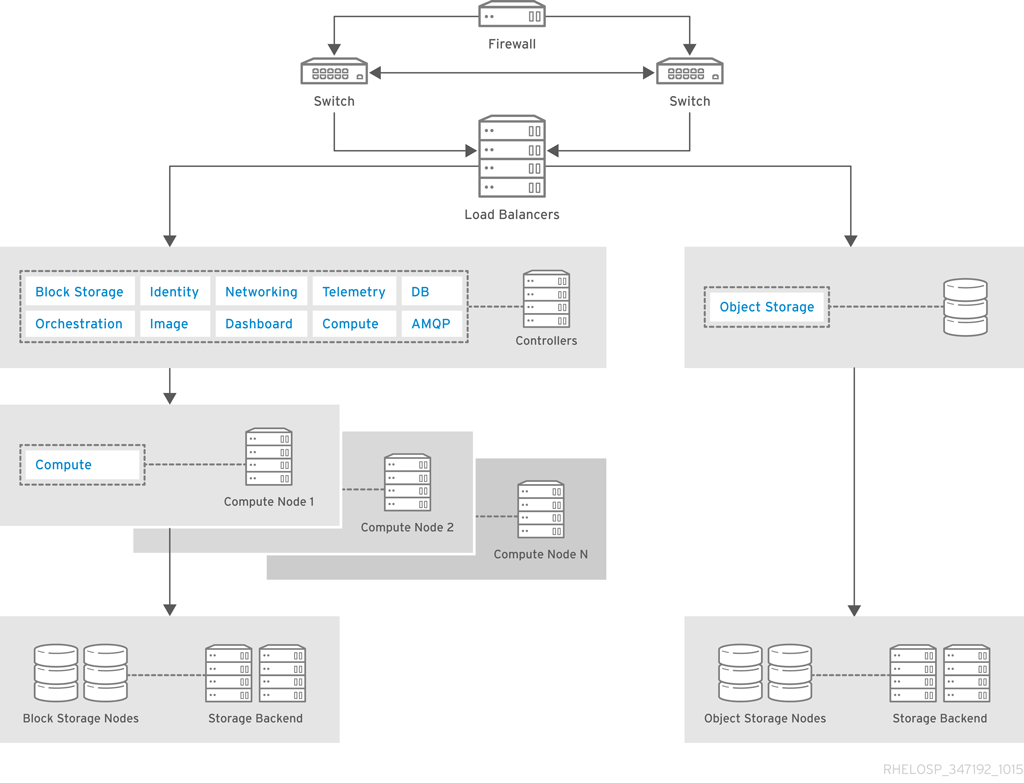 Firewall
Switch
Switch
Load Balancers
Block Storage Identity Networking Telemetry DB
Orchestration Image Dashboard Compute AMQP
Controllers
Object Storage
Compute
Compute Node 1
Compute Node 2
Compute Node N
Block Storage Nodes
Storage Backend
Object Storage Nodes
Storage Backend
RHELOSP_347192_1015